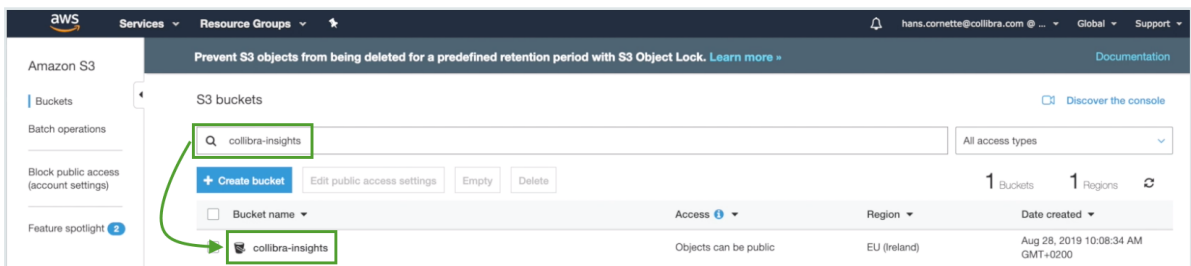 aws
Services
Resource Groups
hans.cornette@collibra.com @ ...
Global
Support
Amazon S3
Prevent S3 objects from being deleted for a predefined retention period with S3 Object Lock. Learn more »
Documentation
Buckets
Batch operations
Block public access
(account settings)
Feature spotlight 2
S3 buckets
Discover the console
collibra-insights
All access types
+ Create bucket
Edit public access settings
Empty
Delete
1 Buckets
1 Regions
Bucket name
Access
Region
Date created
collibra-insights
Objects can be public
EU (Ireland)
Aug 28, 2019 10:08:34 AM
GMT+0200